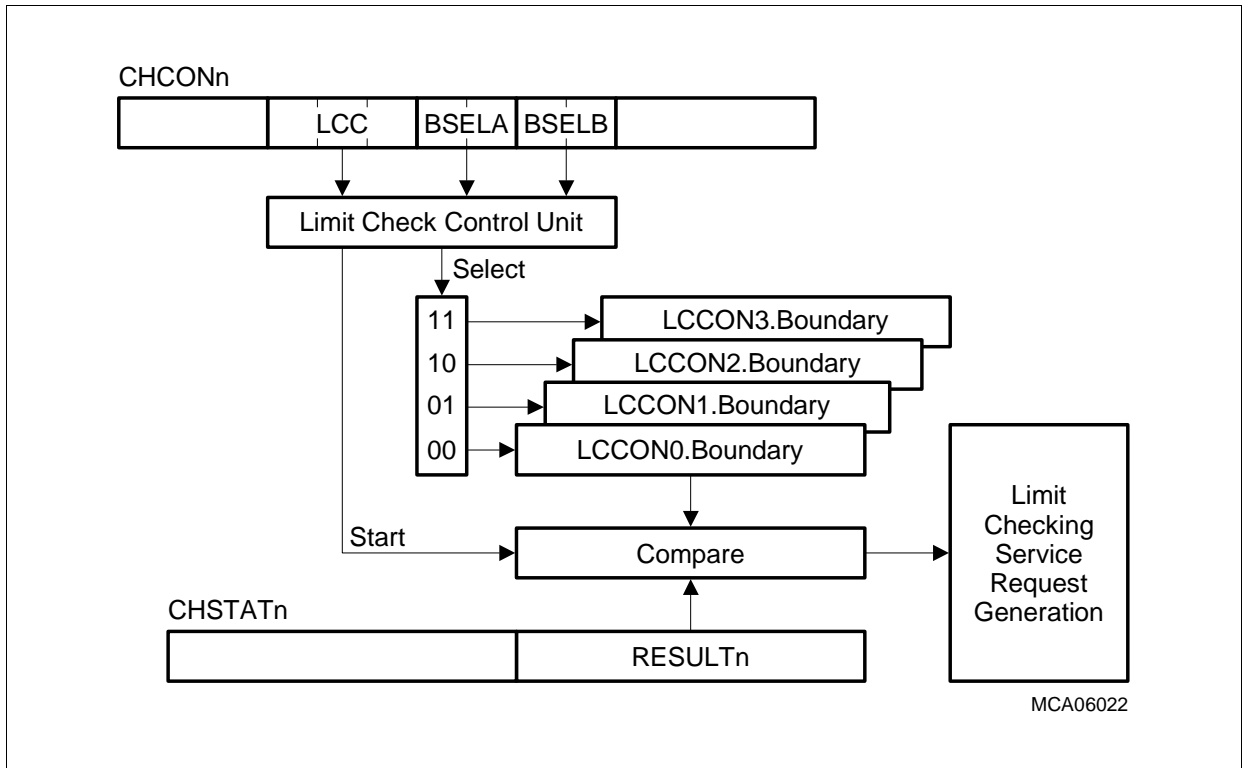 CHCONn
LCC BSELA BSELB
Limit Check Control Unit
Select
11 LCCON3.Boundary
10 LCCON2.Boundary
01 LCCON1.Boundary
00 LCCON0.Boundary
Limit
Checking
Service
Request
Generation
Start
Compare
CHSTATn
RESULTn
MCA06022